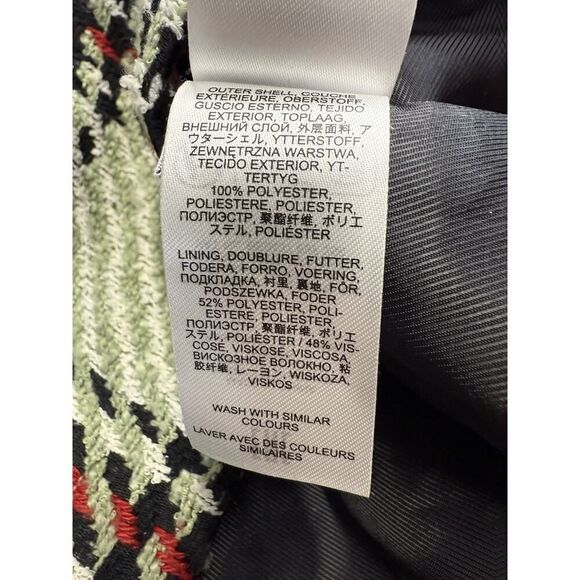 OUTER SHELL, COUCHE
EXTÉRIEURE, OBERSTOFF,
GUSCIO ESTERNO, TEJIDO
EXTERIOR, TOPLAAG,
ВНЕШНИЙ СЛОЙ, 外层面料, ア
ウターシェル, YTTERSTOFF,
ZEWNĘTRZNA WARSTWA,
TECIDO EXTERIOR, YT-
TERTYG
100% POLYESTER,
POLIESTERE, POLIESTER,
ПОЛИЭСТР, 聚酯纤维, ポリエ
ステル, POLIÉSTER
LINING, DOUBLURE, FUTTER,
FODERA, FORRO, VOERING,
ПОДКЛАДКА, 衬里, 裏地, FÔR,
PODSZEWKA, FODER
52% POLYESTER, POLI-
ESTERE, POLIESTER,
ПОЛИЭСТР, 聚酯纤维, ポリエ
ステル, POLIÉSTER / 48% VIS-
COSE, VISKOSE, VISCOSA,
ВИСКОЗНОЕ ВОЛОКНО, 粘
胶纤维, レーヨン, WISKOZA,
VISKOS
WASH WITH SIMILAR
COLOURS
LAVER AVEC DES COULEURS
SIMILAIRES